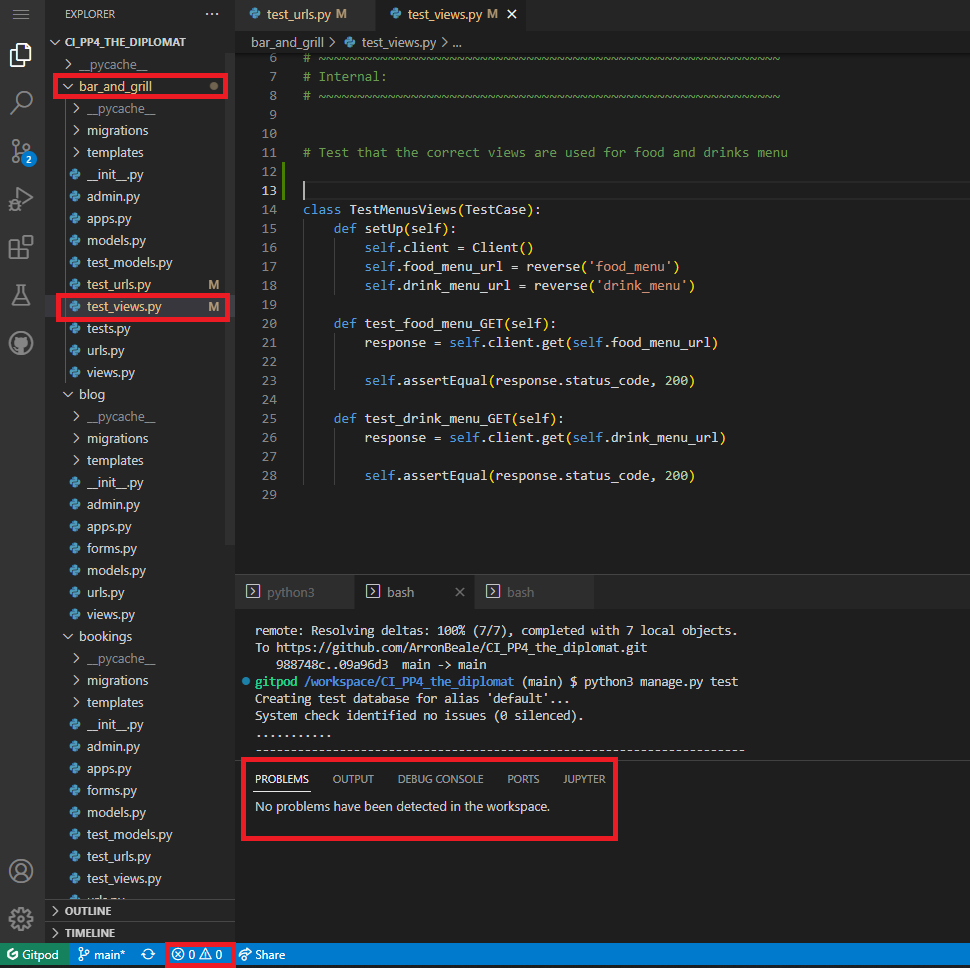 EXPLORER
CI_PP4_THE_DIPLOMAT
__pycache__
bar_and_grill
__pycache__
migrations
templates
__init__.py
admin.py
apps.py
models.py
test_models.py
test_urls.py M
test_views.py M
tests.py
urls.py
views.py
blog
__pycache__
migrations
templates
__init__.py
admin.py
apps.py
forms.py
models.py
urls.py
views.py
bookings
__pycache__
migrations
templates
__init__.py
admin.py
apps.py
forms.py
models.py
test_models.py
test_urls.py
test_views.py
OUTLINE
TIMELINE
2
test_urls.py M
test_views.py M
bar_and_grill > test_views.py > ...
6 # ~~~~~~~~~~~~~~~~~~~~~~~~~~~~~~~~~~~~~~~~~~~~~~~~~~~~~~~~~~~~
7 # Internal:
8 # ~~~~~~~~~~~~~~~~~~~~~~~~~~~~~~~~~~~~~~~~~~~~~~~~~~~~~~~~~~~~
9
10
11 # Test that the correct views are used for food and drinks menu
12
13
14 class TestMenusViews(TestCase):
15 def setUp(self):
16 self.client = Client()
17 self.food_menu_url = reverse('food_menu')
18 self.drink_menu_url = reverse('drink_menu')
19
20 def test_food_menu_GET(self):
21 response = self.client.get(self.food_menu_url)
22
23 self.assertEqual(response.status_code, 200)
24
25 def test_drink_menu_GET(self):
26 response = self.client.get(self.drink_menu_url)
27
28 self.assertEqual(response.status_code, 200)
29
python3 bash bash
remote: Resolving deltas: 100% (7/7), completed with 7 local objects.
To https://github.com/ArronBeale/CI_PP4_the_diplomat.git
988748c..09a96d3 main -> main
gitpod /workspace/CI_PP4_the_diplomat (main) $ python3 manage.py test
Creating test database for alias 'default'...
System check identified no issues (0 silenced).
...........
----------------------------------------------------------------------
PROBLEMS OUTPUT DEBUG CONSOLE PORTS JUPYTER
No problems have been detected in the workspace.
Gitpod main* 0 0 Share